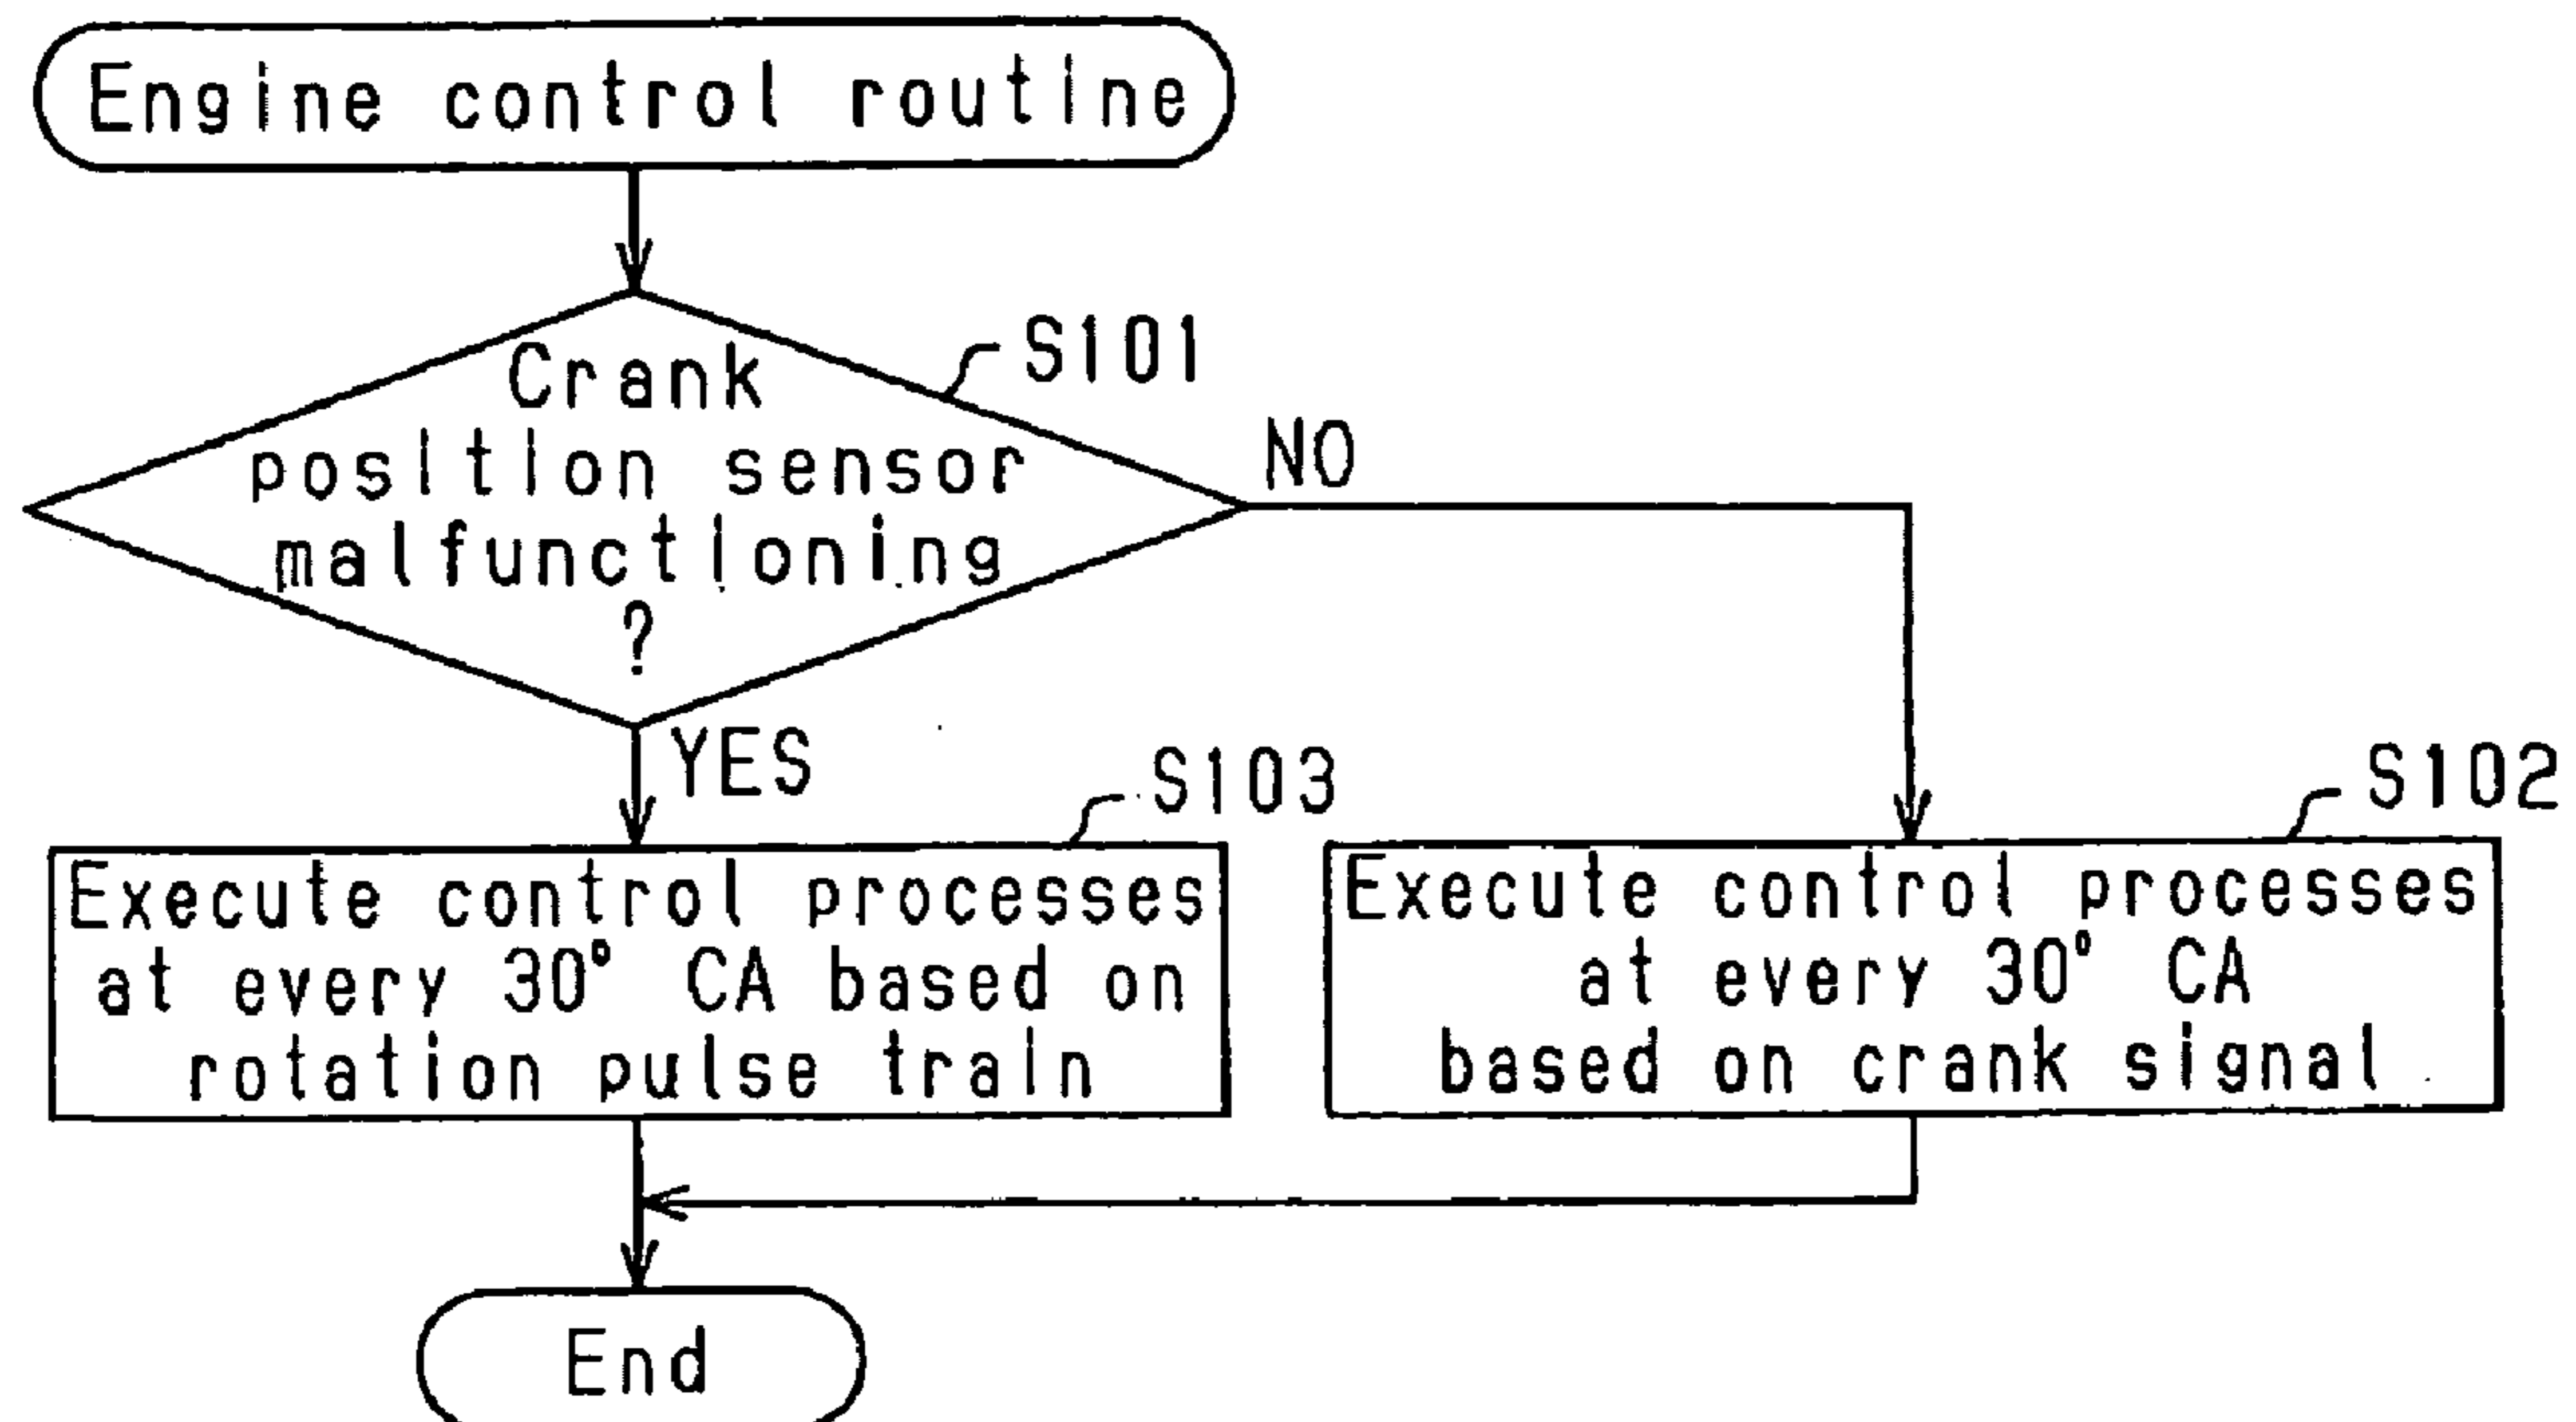 Engine control routine
Crank
position sensor
malfunctioning
?
S101
NO
YES
S103
Execute control processes
at every 30° CA based on
rotation pulse train
S102
Execute control processes
at every 30° CA
based on crank signal
End